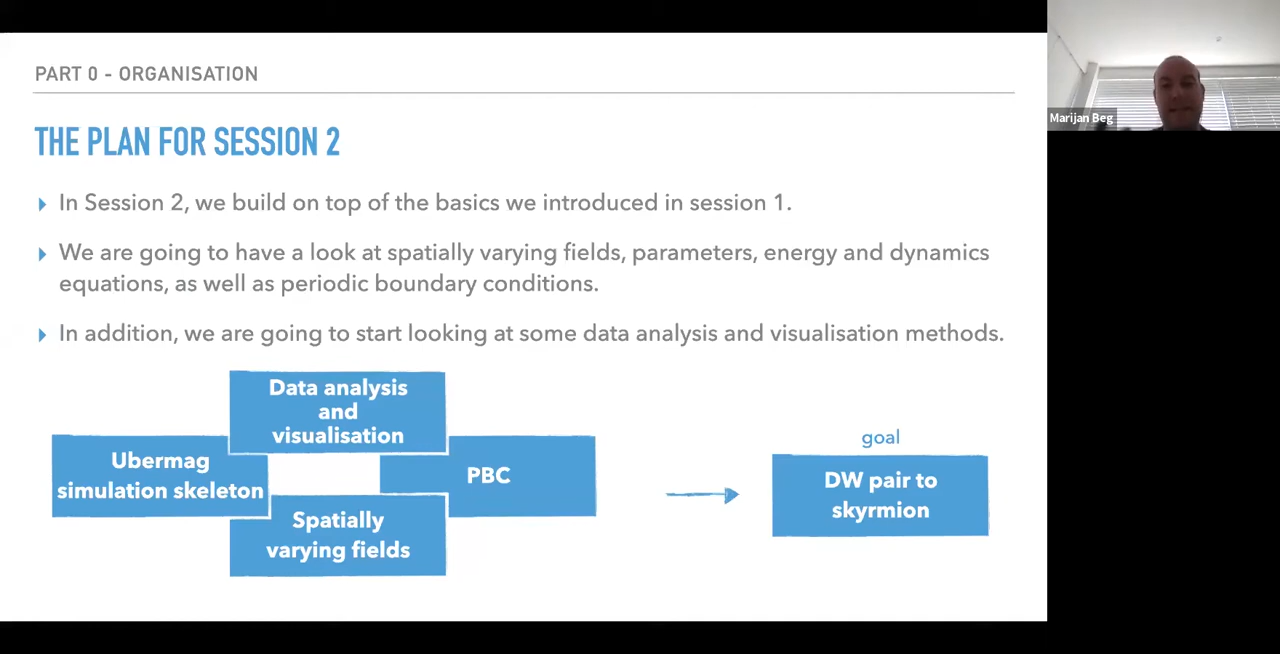 PART 0 - ORGANISATION
Marijan Beg
THE PLAN FOR SESSION 2
In Session 2, we build on top of the basics we introduced in session 1.
We are going to have a look at spatially varying fields, parameters, energy and dynamics
equations, as well as periodic boundary conditions.
In addition, we are going to start looking at some data analysis and visualisation methods.
Data analysis
and
visualisation
Ubermag
simulation skeleton
PBC
Spatially
varying fields
goal
DW pair to
skyrmion